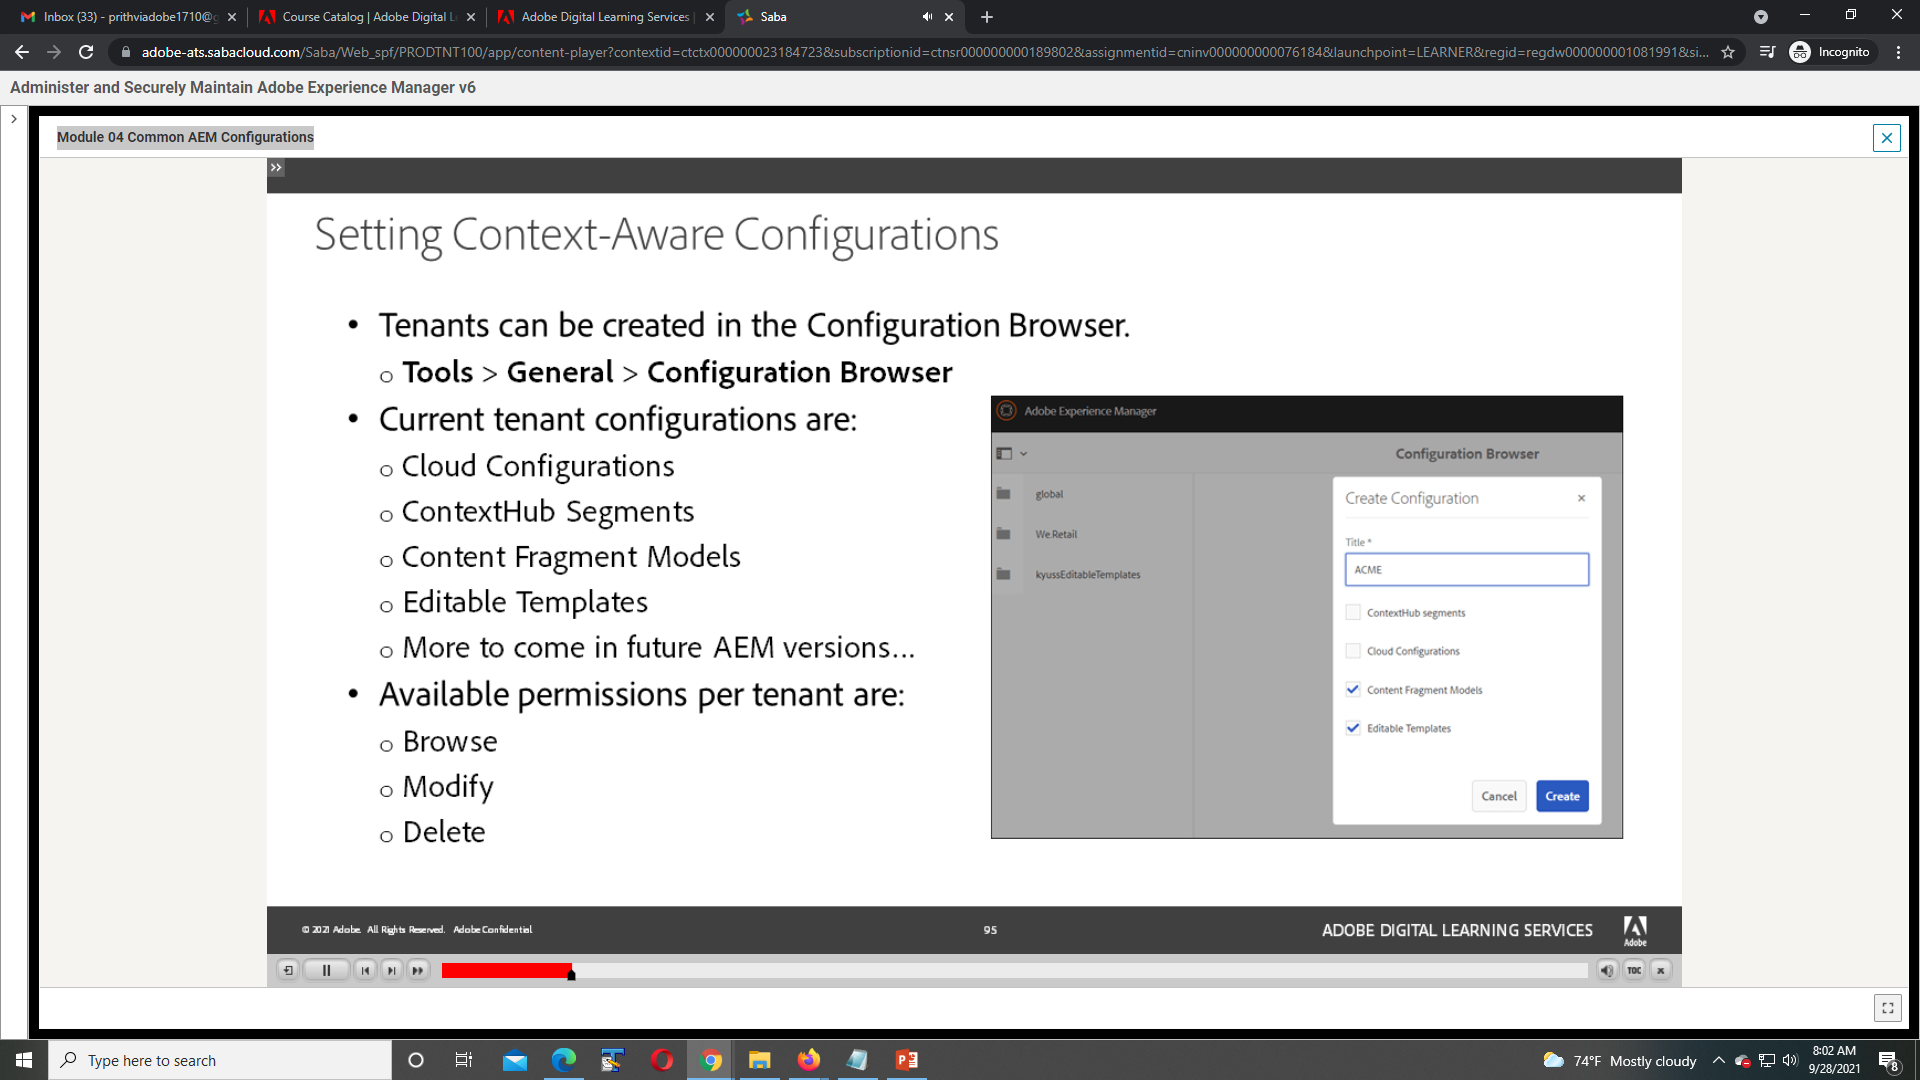 Inbox (33) - prithviadobe1710@g
Course Catalog | Adobe Digital L
Adobe Digital Learning Services |
Saba
adobe-ats.sabacloud.com/Saba/Web_spf/PRODTNT100/app/content-player?contextid=ctctx000000023184723&subscriptionid=ctnsr0000000000189802&assignmentid=cninv000000000076184&launchpoint=LEARNER&regid=regdw000000001081991&si...
Incognito
Administer and Securely Maintain Adobe Experience Manager v6
Module 04 Common AEM Configurations
Setting Context-Aware Configurations
• Tenants can be created in the Configuration Browser.
o Tools > General > Configuration Browser
• Current tenant configurations are:
o Cloud Configurations
o ContextHub Segments
o Content Fragment Models
o Editable Templates
o More to come in future AEM versions...
• Available permissions per tenant are:
o Browse
o Modify
o Delete
Adobe Experience Manager
Configuration Browser
global
We.Retail
kyussEditableTemplates
Create Configuration
Title *
ACME
ContextHub segments
Cloud Configurations
Content Fragment Models
Editable Templates
Cancel
Create
© 2021 Adobe. All Rights Reserved. Adobe Confidential
95
ADOBE DIGITAL LEARNING SERVICES
Adobe
TOC
Type here to search
74°F Mostly cloudy
8:02 AM
9/28/2021
8